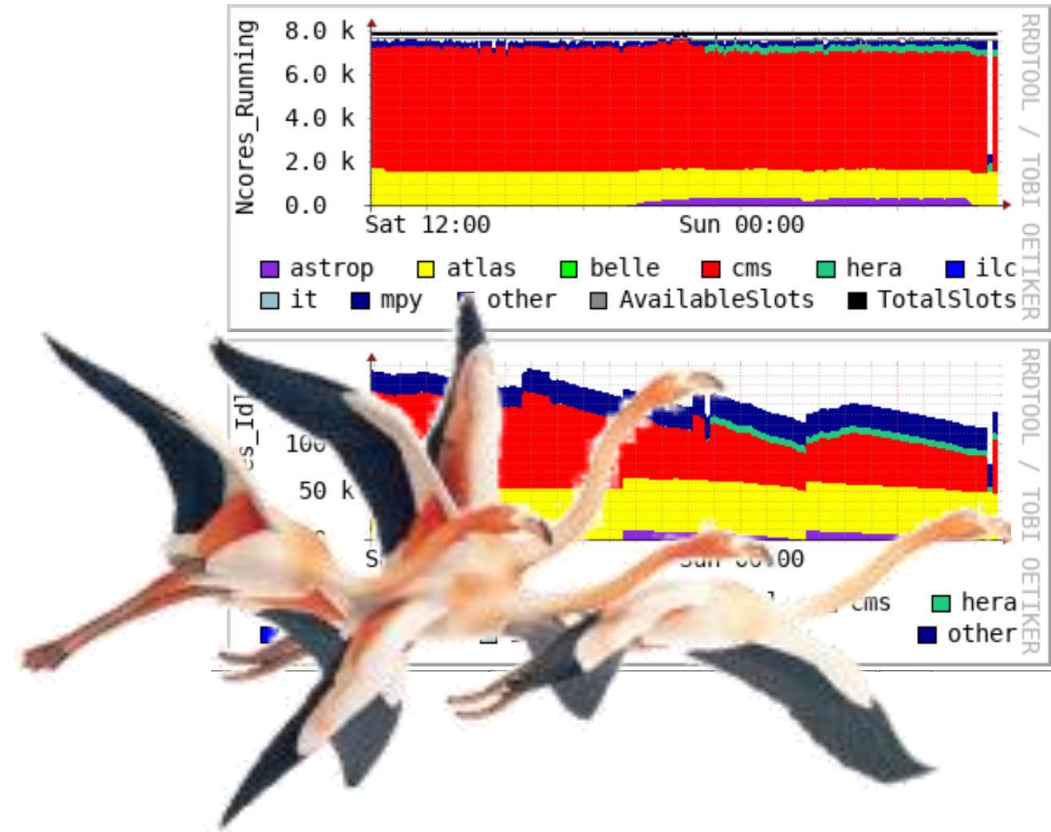 Ncores_Running
8.0 k
6.0 k
4.0 k
2.0 k
0.0
Sat 12:00 Sun 00:00
astrop atlas belle cms hera ilc
it mpy other AvailableSlots TotalSlots
RRDTOOL / TOBI OETIKER
50 k
00:00
cms hera
other
RRDTOOL / TOBI OETIKER